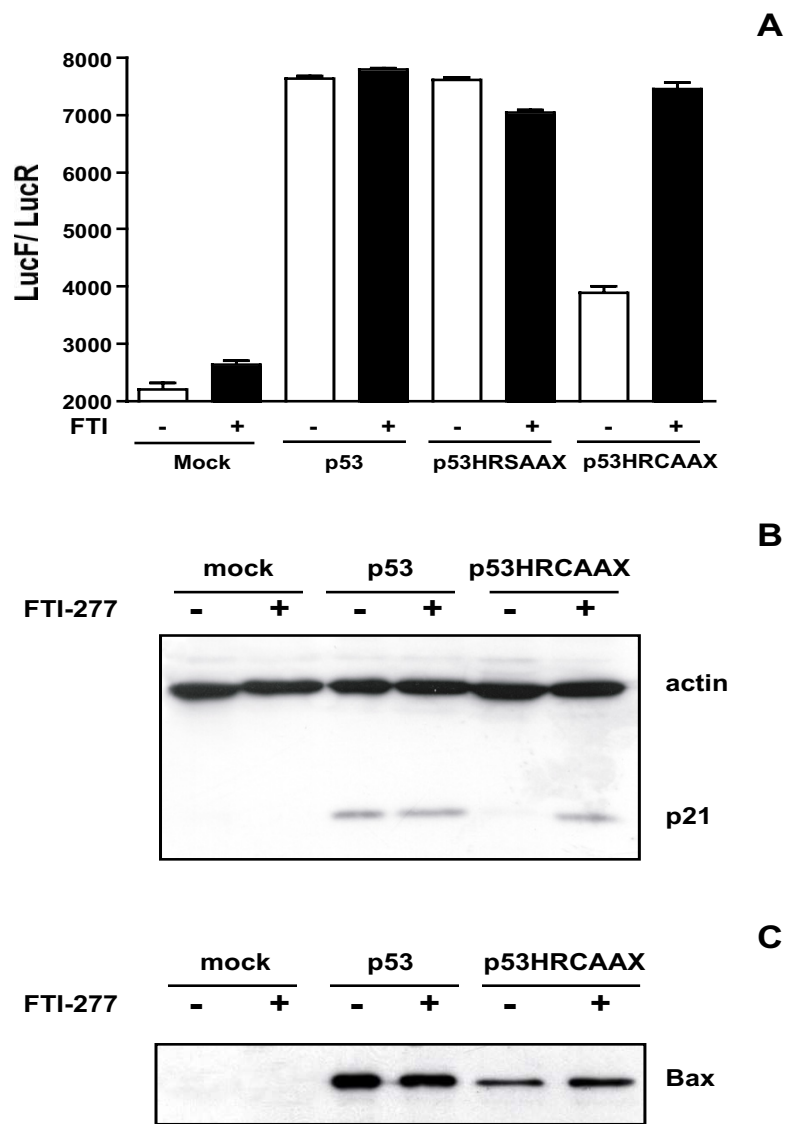 A
8000
7000
6000
5000
4000
3000
2000
LucF/ LucR
FTI - + - + - + - +
Mock p53 p53HRSAAX p53HRCAAX
B
mock p53 p53HRCAAX
FTI-277 - + - + - +
actin
p21
C
mock p53 p53HRCAAX
FTI-277 - + - + - +
Bax